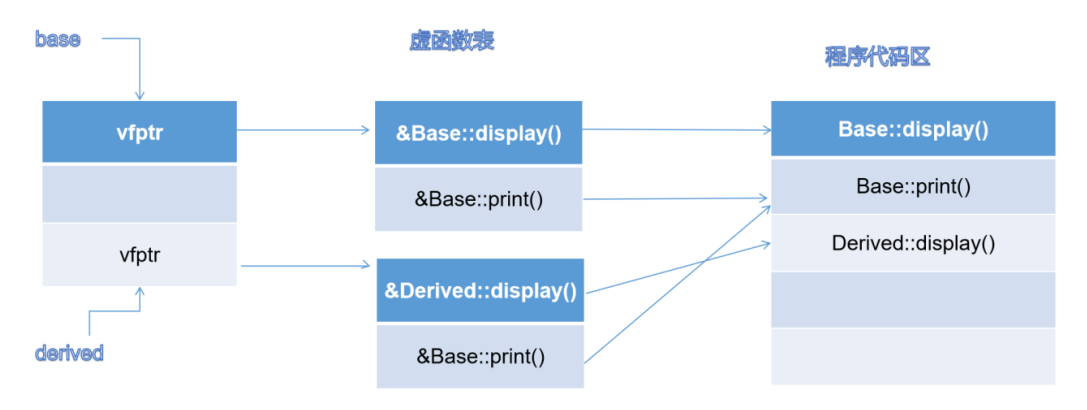 base
虚函数表
程序代码区
vfptr
&Base::display()
Base::display()
&Base::print()
Base::print()
vfptr
Derived::display()
&Derived::display()
derived
&Base::print()